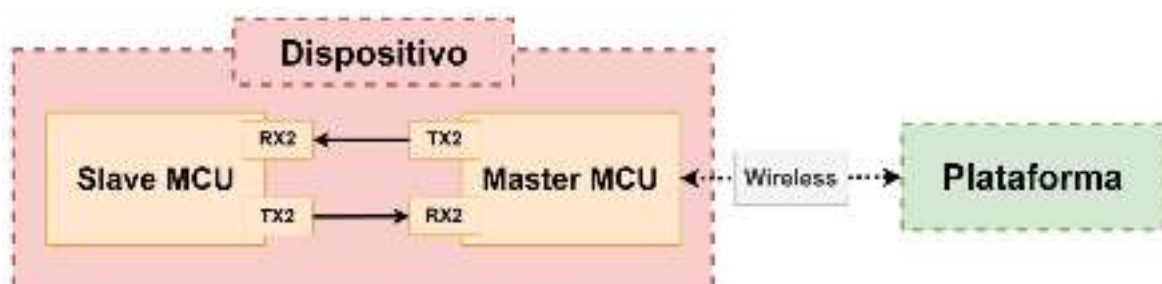 Dispositivo
RX2
TX2
Slave MCU
Master MCU
Wireless
Plataforma
TX2
RX2